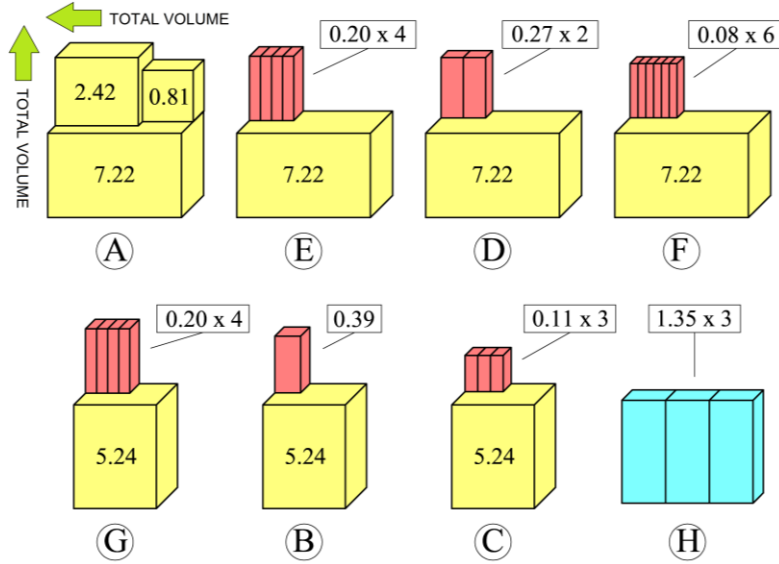 TOTAL VOLUME
TOTAL VOLUME
2.42
0.81
7.22
A
0.20 x 4
7.22
E
0.27 x 2
7.22
D
0.08 x 6
7.22
F
0.20 x 4
5.24
G
0.39
5.24
B
0.11 x 3
5.24
C
1.35 x 3
H